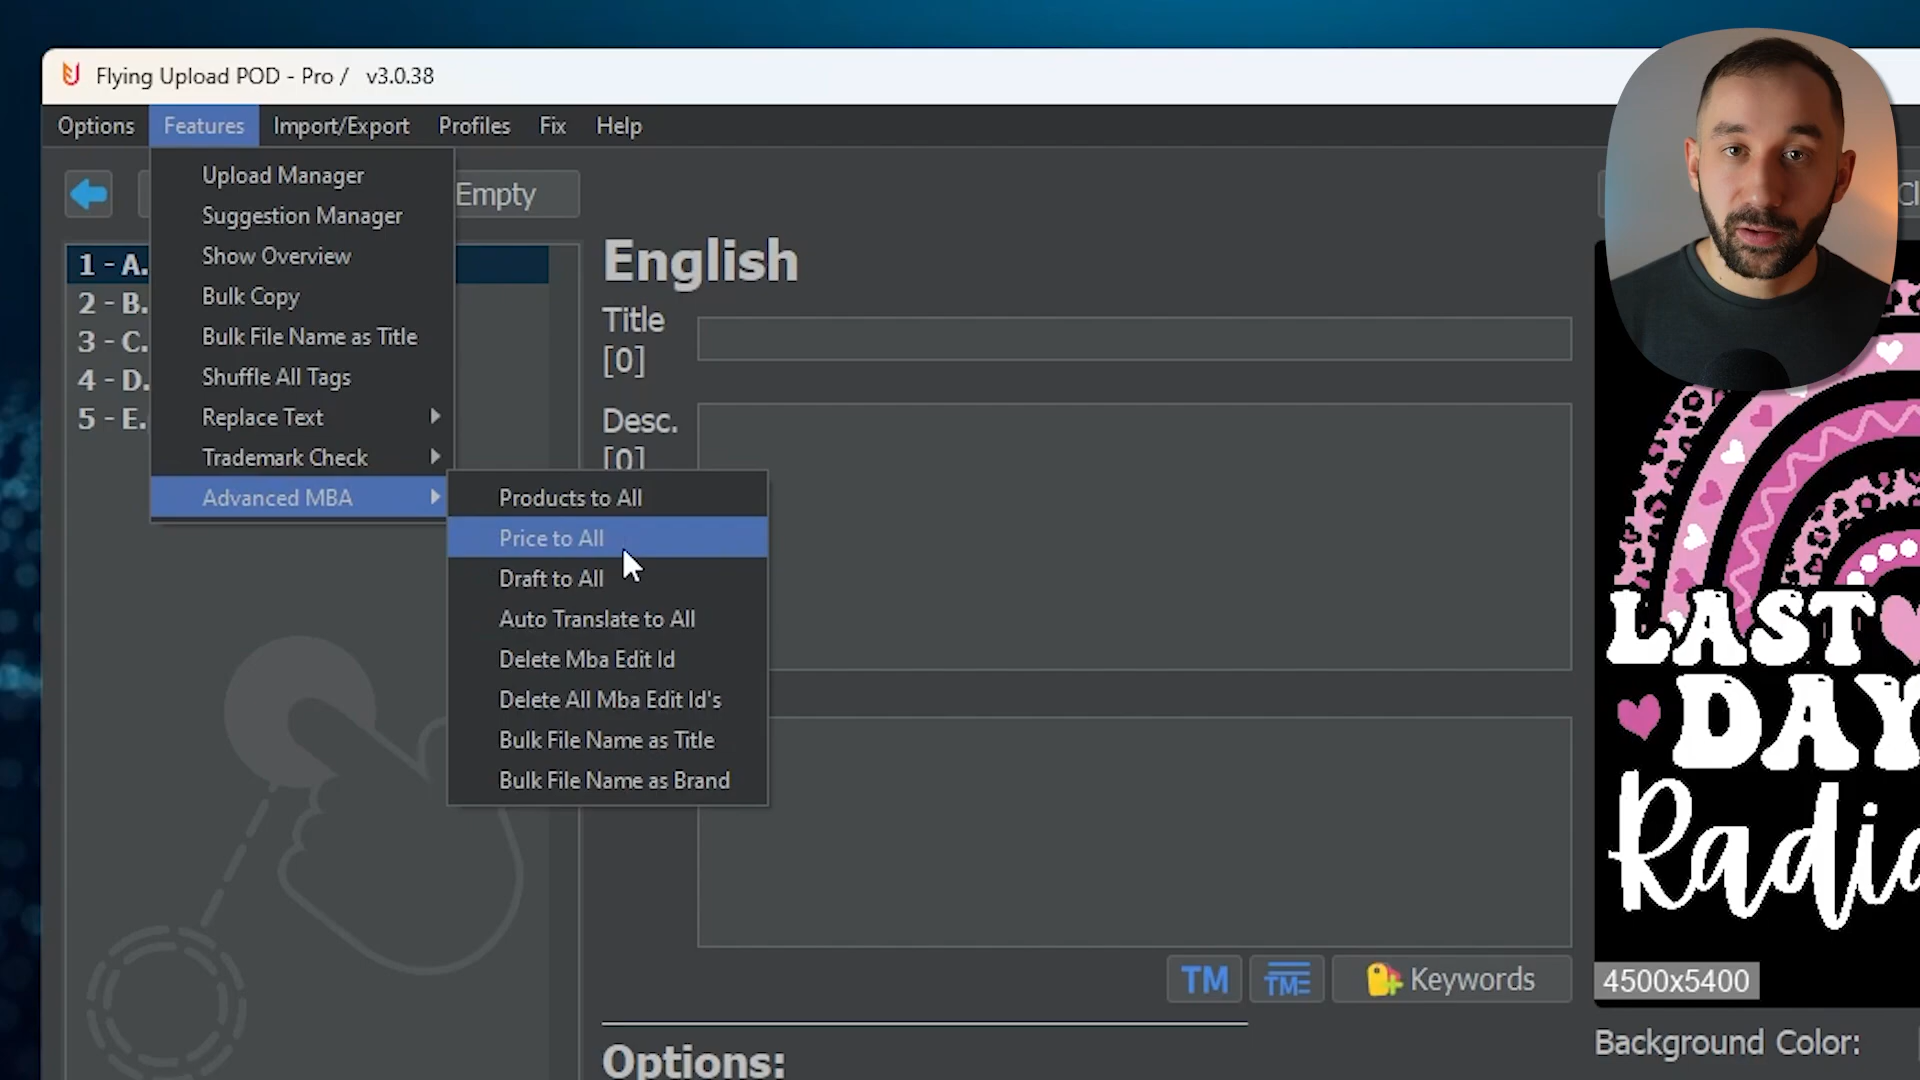 Flying Upload POD - Pro / v3.0.38
Options Features Import/Export Profiles Fix Help
Upload Manager
Suggestion Manager
Show Overview
Bulk Copy
Bulk File Name as Title
Shuffle All Tags
Replace Text
Trademark Check
Advanced MBA
Products to All
Price to All
Draft to All
Auto Translate to All
Delete Mba Edit Id
Delete All Mba Edit Id's
Bulk File Name as Title
Bulk File Name as Brand
Empty
1 - A.
2 - B.
3 - C.
4 - D.
5 - E.
English
Title
[0]
Desc.
[0]
TM
TM
Keywords
Options:
Cl
LAST
DAY
Radio
4500x5400
Background Color: